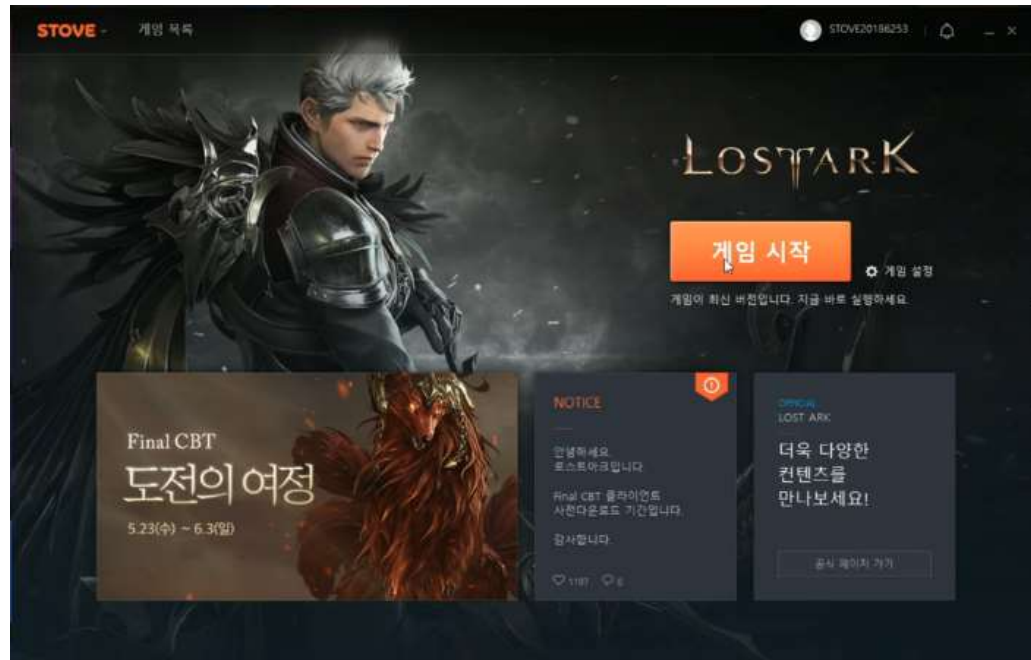 STOVE
게임 목록
STOVE20186253
LOST ARK
게임 시작
게임 설정
게임이 최신 버전입니다. 지금 바로 실행하세요.
Final CBT
도전의 여정
5.23(수) ~ 6.3(일)
NOTICE
안녕하세요.
로스트아크입니다.
Final CBT 클라이언트
사전다운로드 기간입니다.
감사합니다.
1197
OFFICIAL
LOST ARK
더욱 다양한
컨텐츠를
만나보세요!
공식 페이지 가기